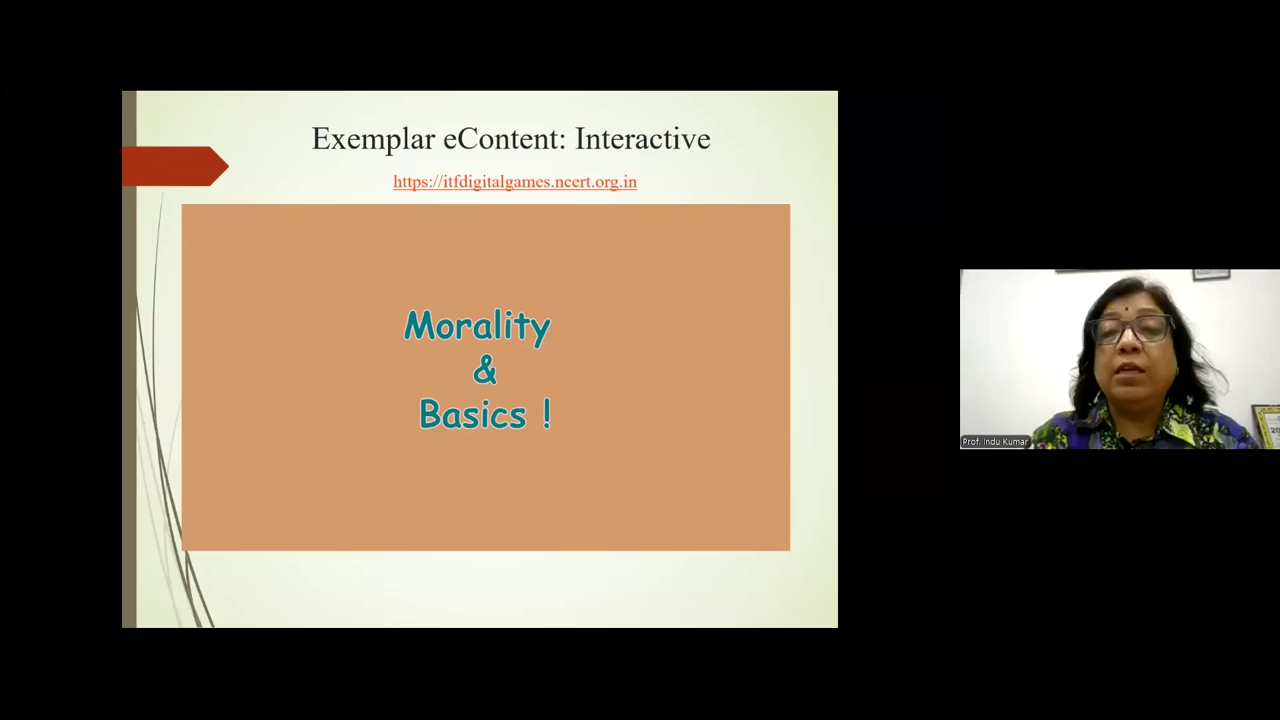 Exemplar eContent: Interactive
https://itfdigitalgames.ncert.org.in
Morality
&
Basics !
Prof. Indu Kumar